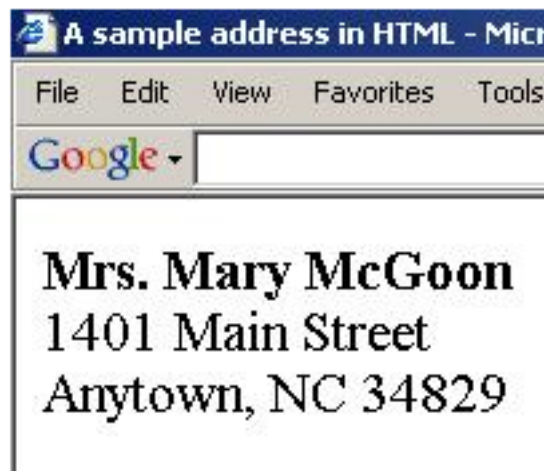 A sample address in HTML - Micr
File Edit View Favorites Tools
Google
Mrs. Mary McGoon
1401 Main Street
Anytown, NC 34829